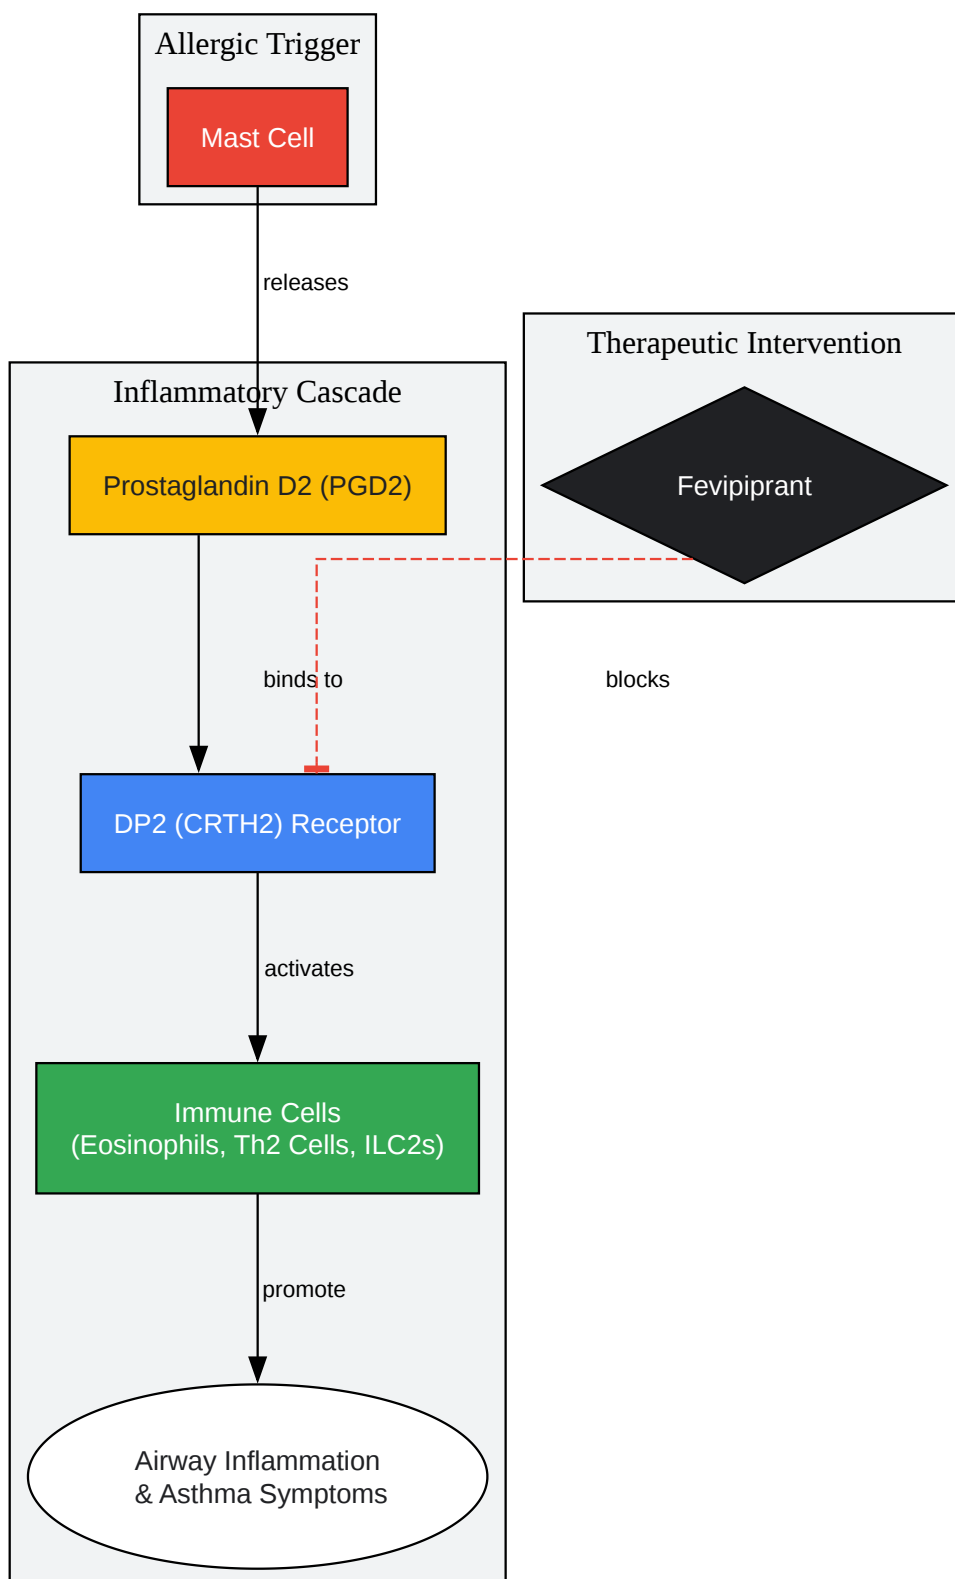 Allergic Trigger
Mast Cell
releases
Therapeutic Intervention
Fevipiprant
Inflammatory Cascade
Prostaglandin D2 (PGD2)
binds to
blocks
DP2 (CRTH2) Receptor
activates
Immune Cells
(Eosinophils, Th2 Cells, ILC2s)
promote
Airway Inflammation
& Asthma Symptoms